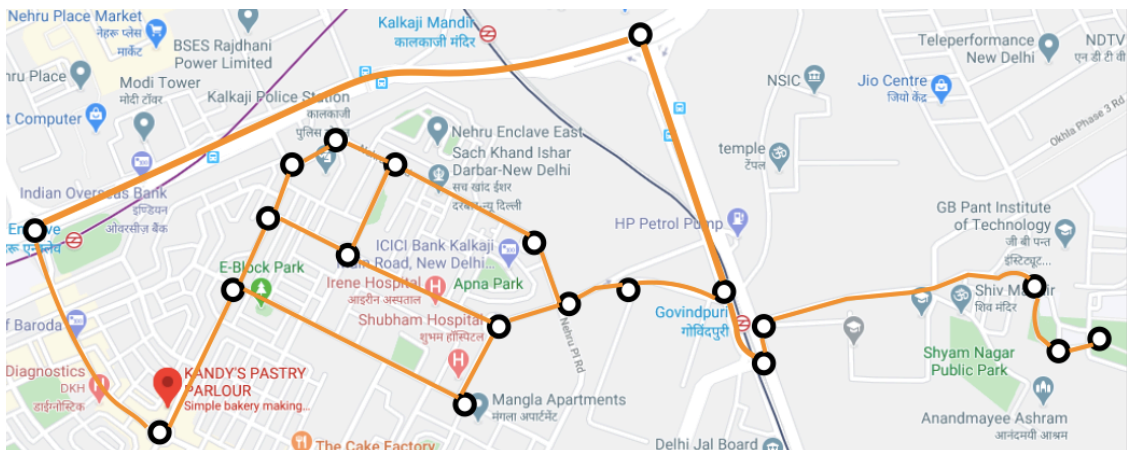 Nehru Place Market
नेहरू प्लेस
मार्केट
BSES Rajdhani
Power Limited
Kalkaji Mandir
कालकाजी मंदिर
Teleperformance
New Delhi
NDTV
एन डी टी वी
Place
Modi Tower
मोदी टॉवर
NSIC
Jio Centre
जियो केंद्र
Okhla Phase 3 Rd
Computer
Kalkaji Police Station
कालकाजी
पुलिस
Nehru Enclave East
Sach Khand Ishar
Darbar-New Delhi
सच खंड ईशर
दरबार-न्यू दिल्ली
temple
टेंपल
Indian Overseas Bank
इण्डियन
ओवरसीज़ बैंक
HP Petrol Pump
GB Pant Institute
of Technology
जी बी पन्त
इंस्टिट्यूट...
ICICI Bank Kalkaji
Main Road, New Delhi...
E-Block Park
Irene Hospital
आइरीन अस्पताल
Apna Park
Shubham Hospital
शुभम हॉस्पिटल
Nehru Pl Rd
Govindpuri
गोविंदपुरी
Shiv Mandir
शिव मंदिर
of Baroda
Shyam Nagar
Public Park
Diagnostics
DKH
डाईग्नोस्टिक
KANDY'S PASTRY
PARLOUR
Simple bakery making...
Mangla Apartments
मंगला अपार्टमेंट
Anandmayee Ashram
आनंदमयी आश्रम
The Cake Factory
Delhi Jal Board